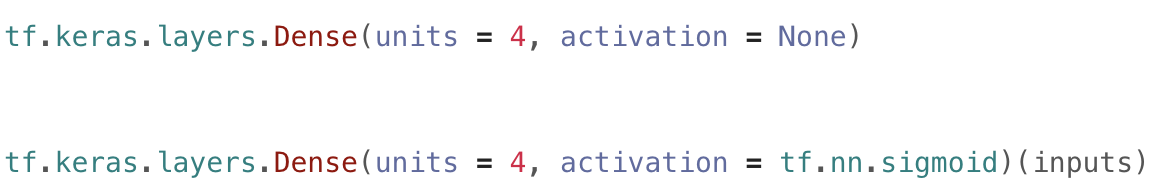 tf.keras.layers.Dense(units = 4, activation = None)
tf.keras.layers.Dense(units = 4, activation = tf.nn.sigmoid)(inputs)